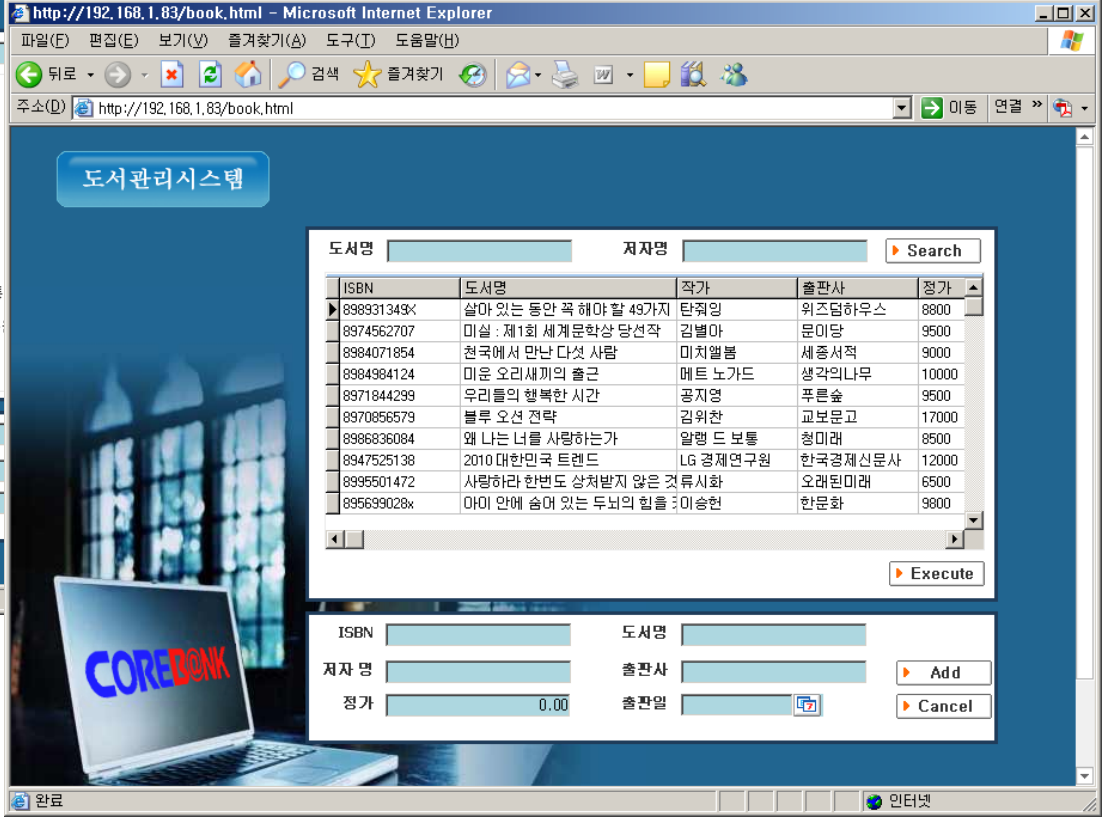 http://192.168.1.83/book.html - Microsoft Internet Explorer
파일(F) 편집(E) 보기(V) 즐겨찾기(A) 도구(T) 도움말(H)
뒤로 검색 즐겨찾기
주소(D) http://192.168.1.83/book.html 이동 연결 »
도서관리시스템
도서명 저자명 Search
ISBN 도서명 작가 출판사 정가
898931349X 살아 있는 동안 꼭 해야 할 49가지 탄줘잉 위즈덤하우스 8800
8974562707 미실 : 제1회 세계문학상 당선작 김별아 문이당 9500
8984071854 천국에서 만난 다섯 사람 미치앨봄 세종서적 9000
8984984124 미운 오리새끼의 출근 메트 노가드 생각의나무 10000
8971844299 우리들의 행복한 시간 공지영 푸른숲 9500
8970856579 블루 오션 전략 김위찬 교보문고 17000
8986836084 왜 나는 너를 사랑하는가 알랭 드 보통 청미래 8500
8947525138 2010 대한민국 트렌드 LG 경제연구원 한국경제신문사 12000
8995501472 사랑하라 한번도 상처받지 않은 것 류시화 오래된미래 6500
895699028x 아이 안에 숨어 있는 두뇌의 힘을 이승헌 한문화 9800
Execute
ISBN 도서명
저자 명 출판사 Add
정가 0.00 출판일 Cancel
COREB@NK
완료 인터넷